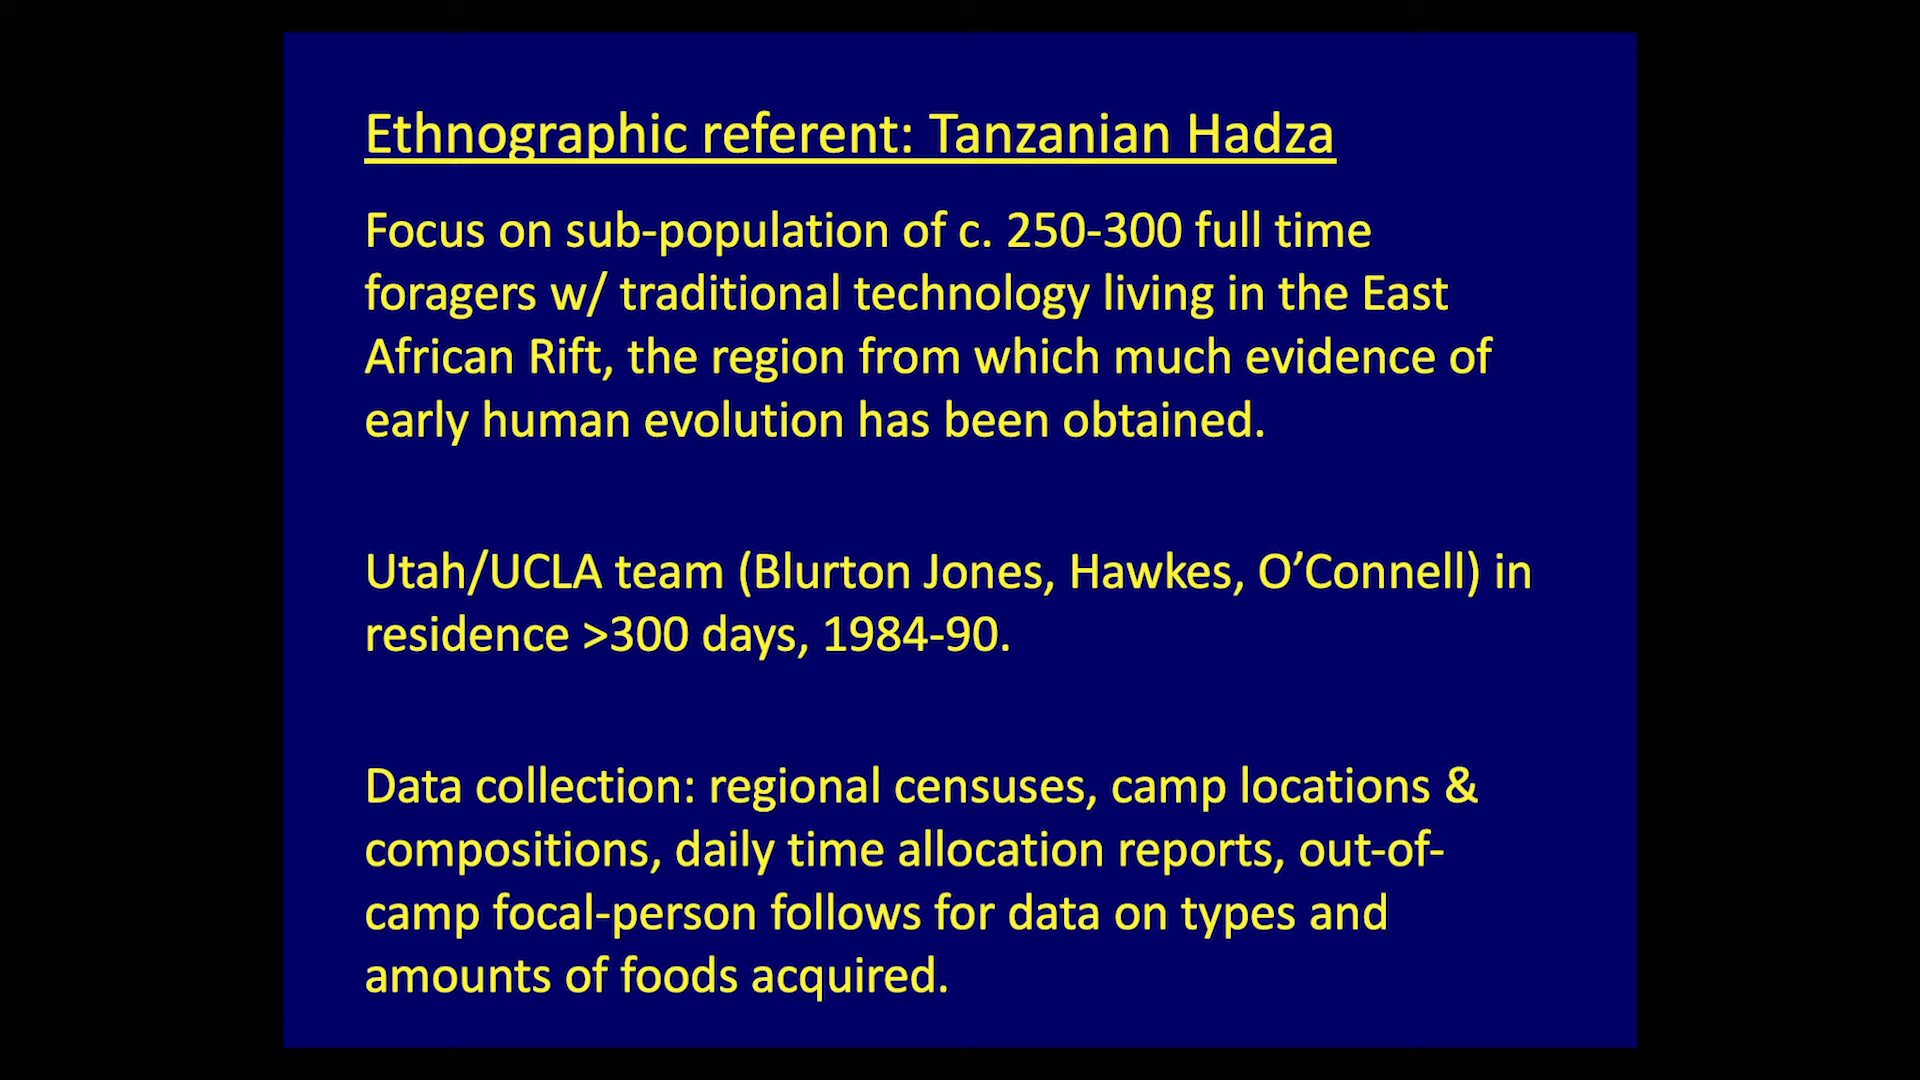 Ethnographic referent: Tanzanian Hadza
Focus on sub-population of c. 250-300 full time
foragers w/ traditional technology living in the East
African Rift, the region from which much evidence of
early human evolution has been obtained.
Utah/UCLA team (Blurton Jones, Hawkes, O’Connell) in
residence >300 days, 1984-90.
Data collection: regional censuses, camp locations &
compositions, daily time allocation reports, out-of-
camp focal-person follows for data on types and
amounts of foods acquired.